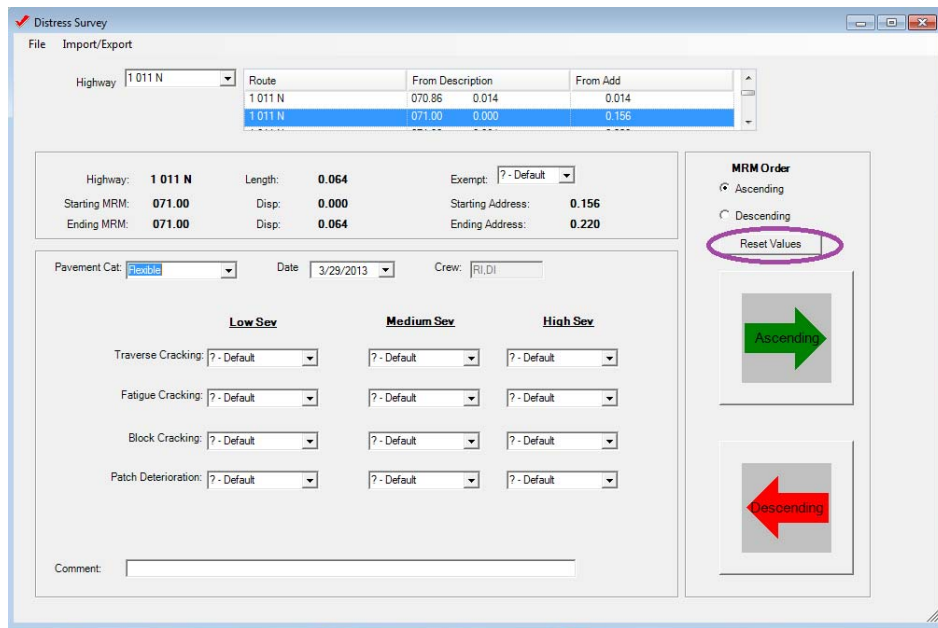 Distress Survey
File Import/Export
Highway 1 011 N
Route From Description From Add
1 011 N 070.86 0.014 0.014
1 011 N 071.00 0.000 0.156
Highway: 1 011 N Length: 0.064 Exempt: ? - Default
Starting MRM: 071.00 Disp: 0.000 Starting Address: 0.156
Ending MRM: 071.00 Disp: 0.064 Ending Address: 0.220
MRM Order
Ascending
Descending
Reset Values
Pavement Cat: Flexible Date 3/29/2013 Crew: RI,DI
Low Sev Medium Sev High Sev
Traverse Cracking: ? - Default ? - Default ? - Default
Fatigue Cracking: ? - Default ? - Default ? - Default
Block Cracking: ? - Default ? - Default ? - Default
Patch Deterioration: ? - Default ? - Default ? - Default
Comment:
Ascending
Descending